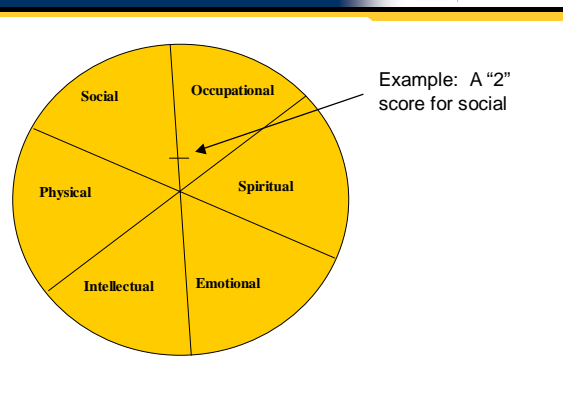 Social
Occupational
Example: A “2”
score for social
Physical
Spiritual
Intellectual
Emotional